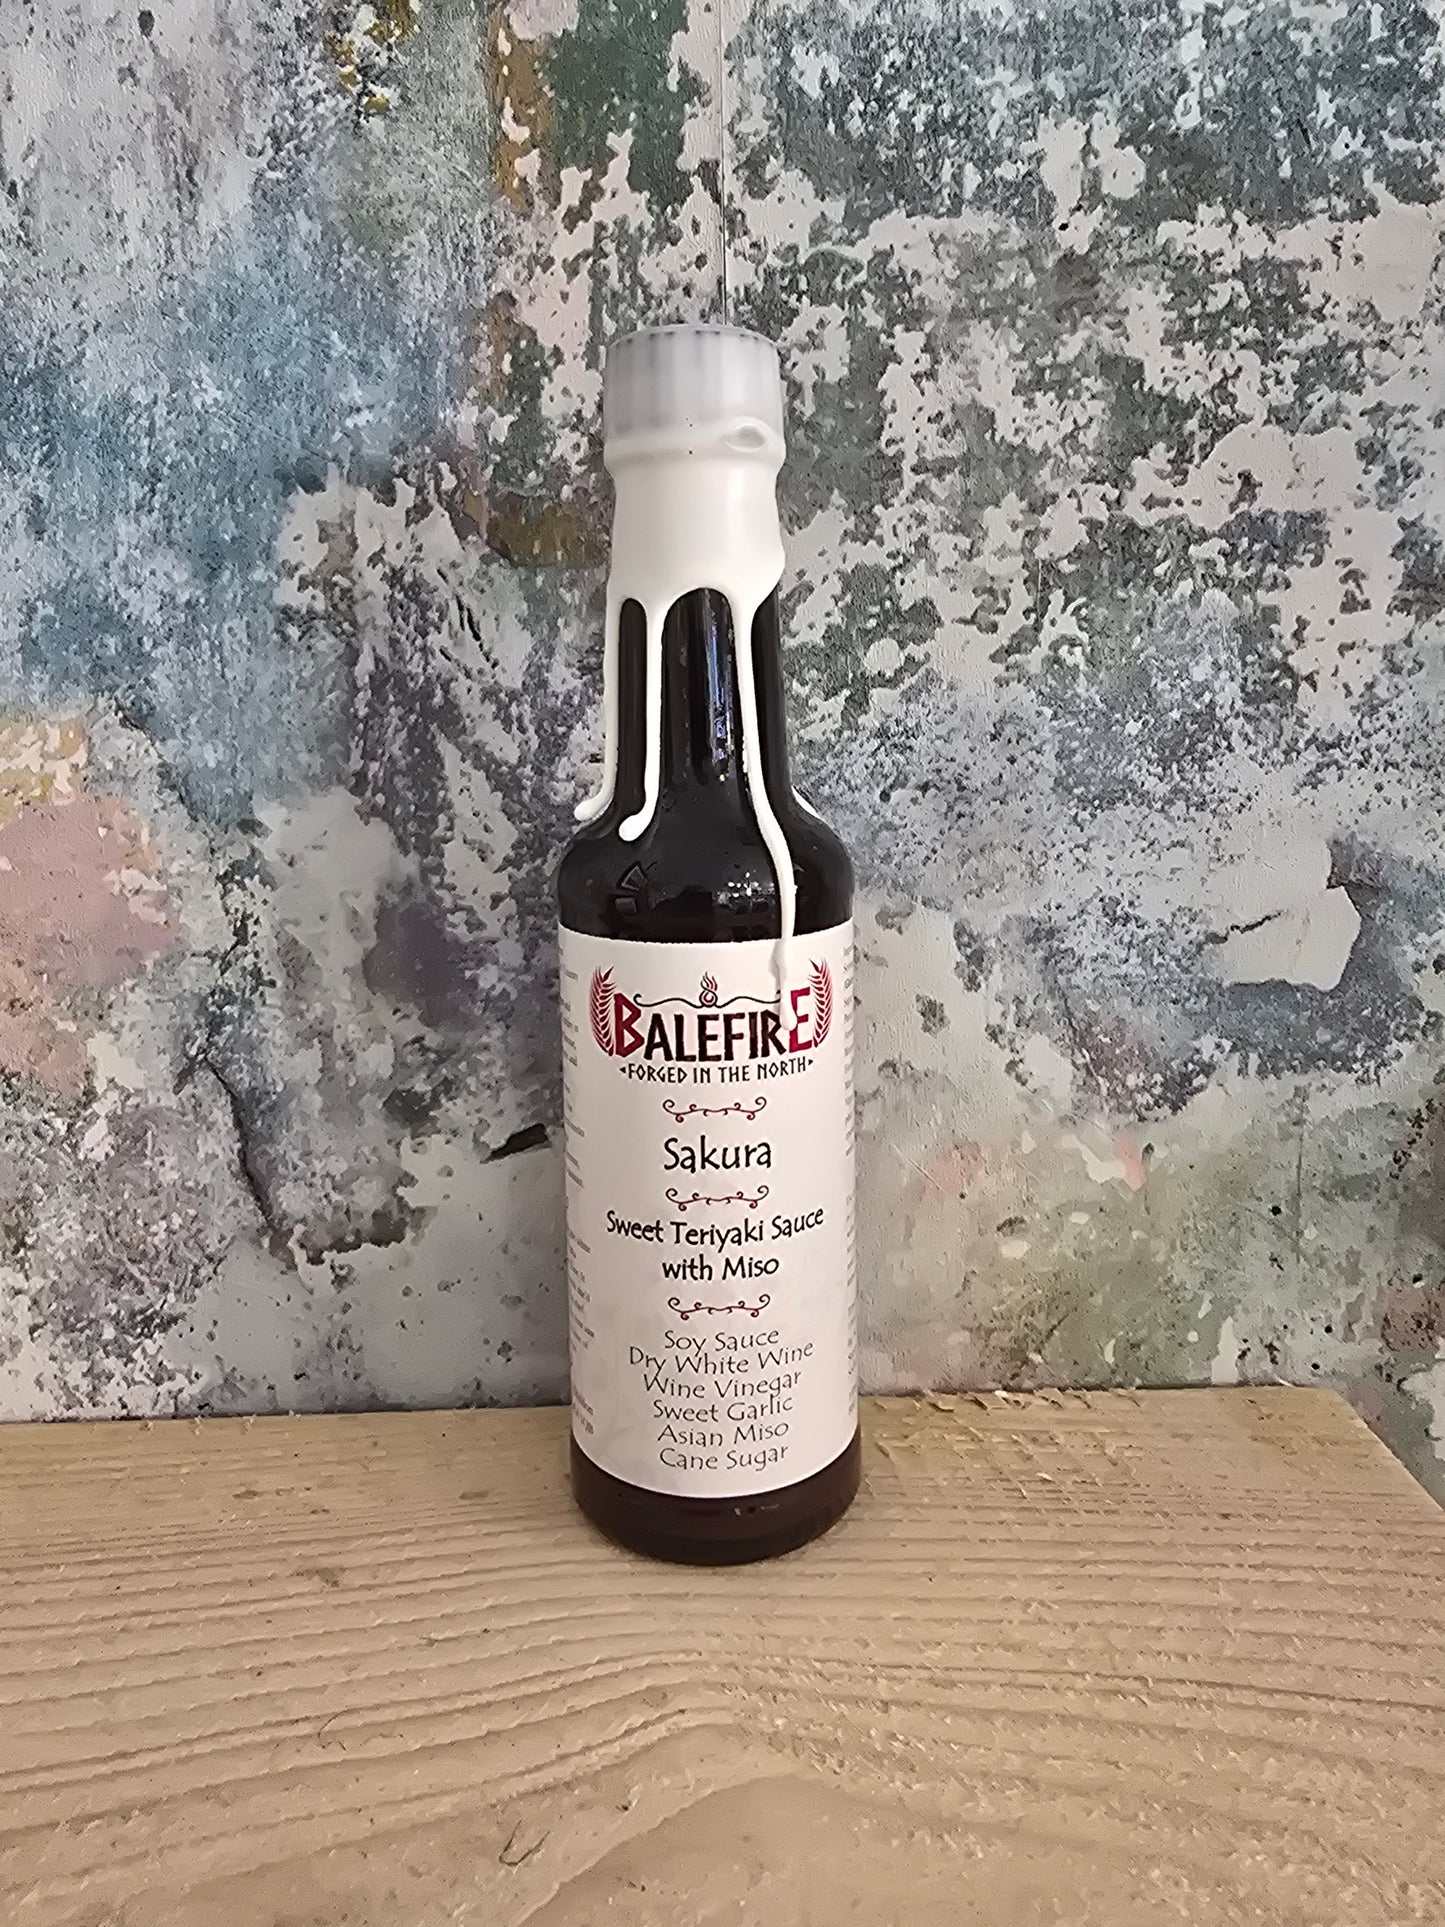 BALEFIRE
FORGED IN THE NORTH
Sakura
Sweet Teriyaki Sauce
with Miso
Soy Sauce
Dry White Wine
Wine Vinegar
Sweet Garlic
Asian Miso
Cane Sugar